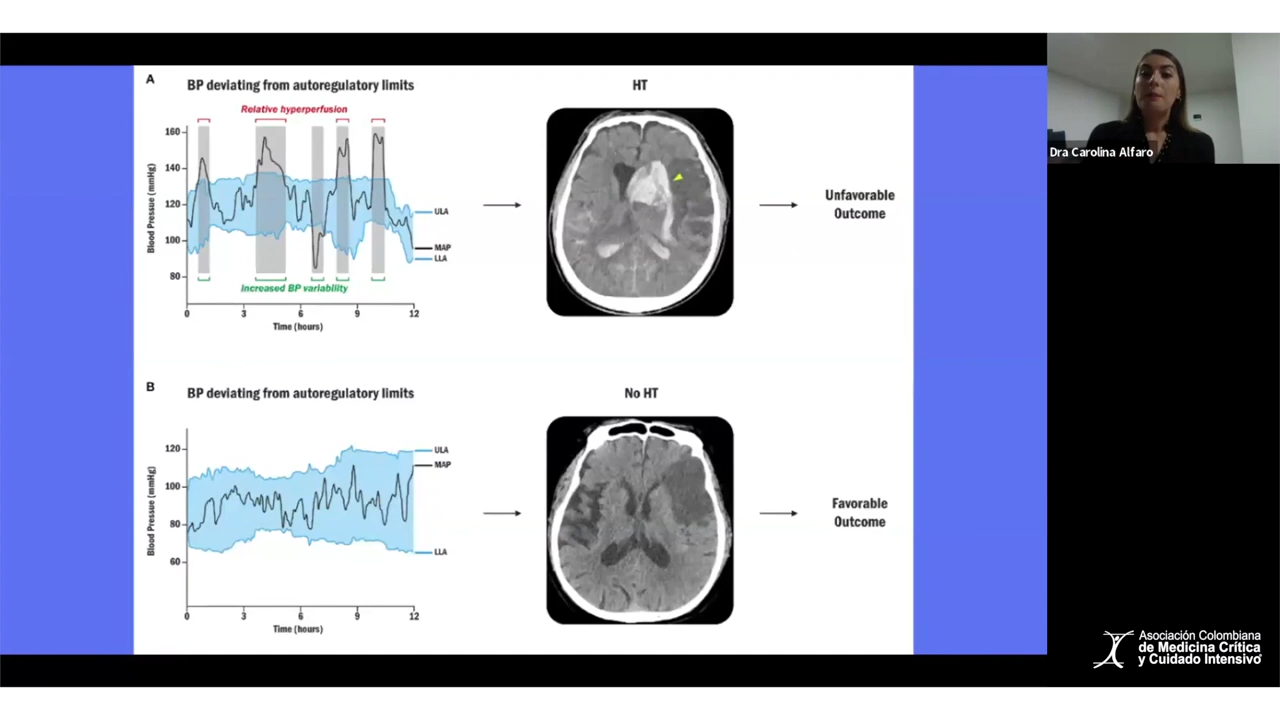 A
BP deviating from autoregulatory limits
Relative hyperperfusion
160
140
120
100
80
Blood Pressure (mmHg)
ULA
MAP
LLA
Increased BP variability
0 3 6 9 12
Time (hours)
HT
Unfavorable
Outcome
B
BP deviating from autoregulatory limits
120
100
80
60
Blood Pressure (mmHg)
ULA
MAP
LLA
0 3 6 9 12
Time (hours)
No HT
Favorable
Outcome
Dra Carolina Alfaro
Asociación Colombiana
de Medicina Crítica
y Cuidado Intensivo